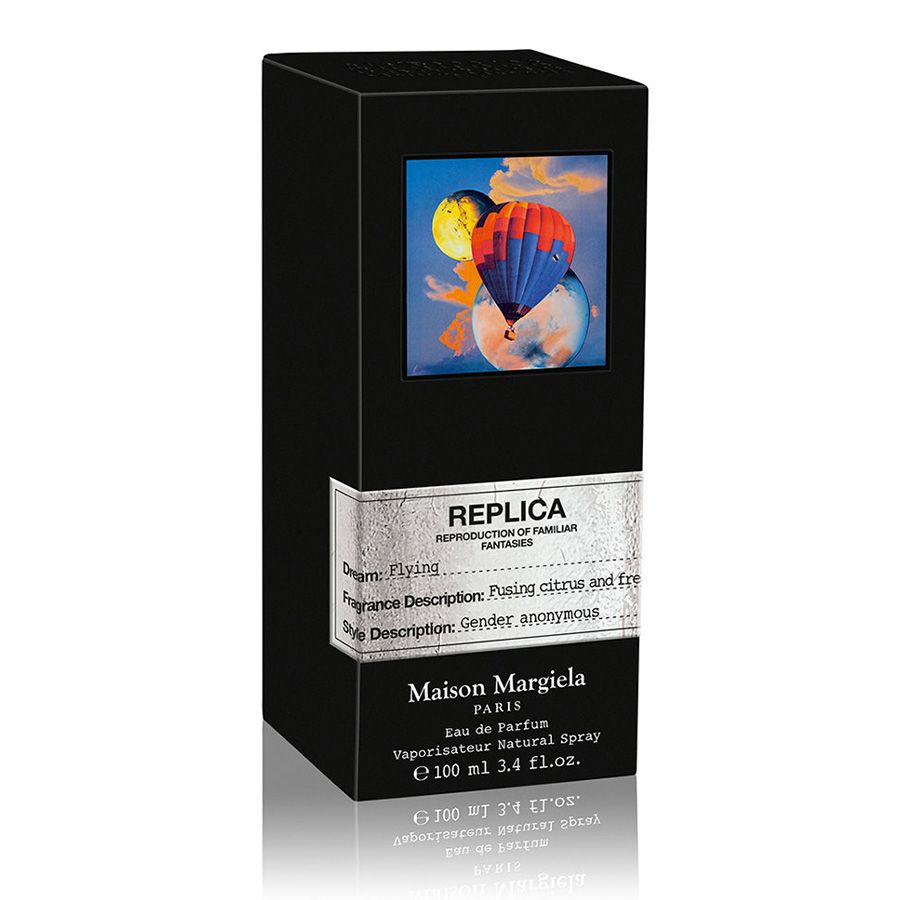 REPLICA
REPRODUCTION OF FAMILIAR
FANTASIES
Dream: Flying
Fragrance Description: Fusing citrus and fre
Style Description: Gender anonymous
Maison Margiela
PARIS
Eau de Parfum
Vaporisateur Natural Spray
℮ 100 ml 3.4 fl.oz.